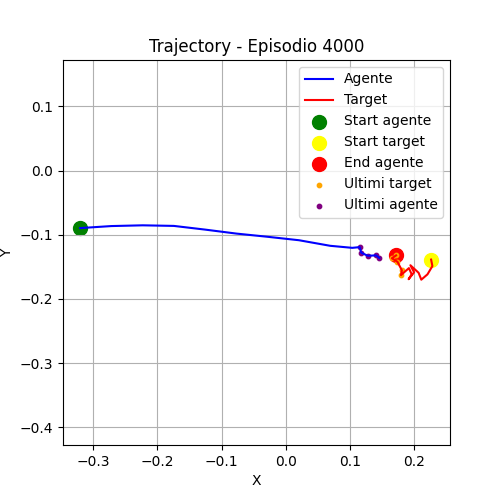 Trajectory - Episodio 4000
Agente
Target
Start agente
Start target
End agente
Ultimi target
Ultimi agente
Y
0.1
0.0
−0.1
−0.2
−0.3
−0.4
−0.3 −0.2 −0.1 0.0 0.1 0.2
X